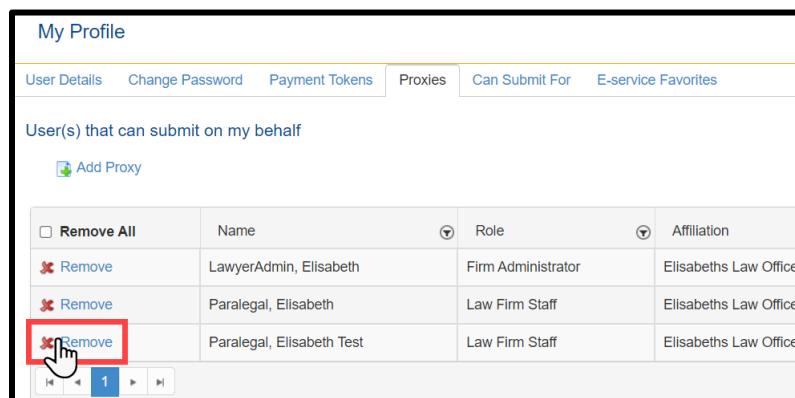 My Profile
User Details Change Password Payment Tokens Proxies Can Submit For E-service Favorites
User(s) that can submit on my behalf
Add Proxy
Remove All Name Role Affiliation
Remove LawyerAdmin, Elisabeth Firm Administrator Elisabeths Law Office
Remove Paralegal, Elisabeth Law Firm Staff Elisabeths Law Office
Remove Paralegal, Elisabeth Test Law Firm Staff Elisabeths Law Office
1